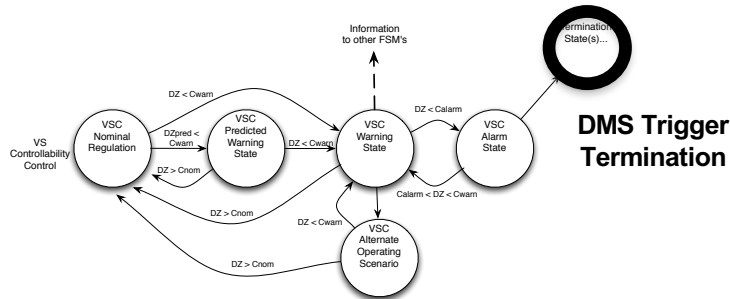 Information
to other FSM's
Termination
State(s)...
DZ < Cwarn
DZ < Calarm
VSC
Nominal
Regulation
VSC
Predicted
Warning
State
VSC
Warning
State
VSC
Alarm
State
DMS Trigger
Termination
VS
Controllability
Control
DZpred <
Cwarn
DZ < Cwarn
DZ > Cnom
DZ > Cnom
DZ < Cwarn
Calarm < DZ < Cwarn
VSC
Alternate
Operating
Scenario
DZ > Cnom